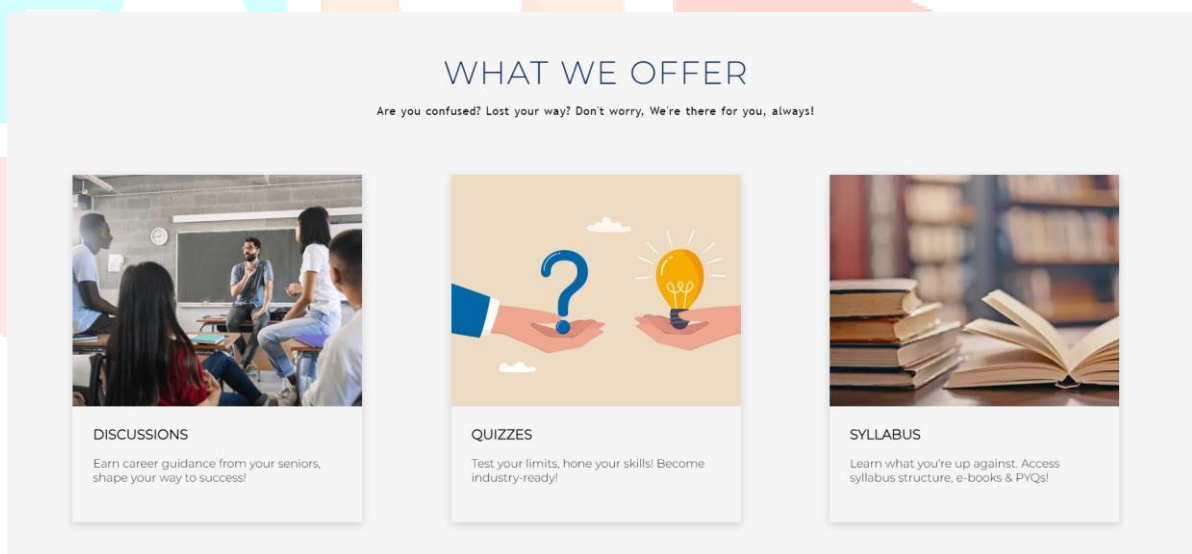 WHAT WE OFFER
Are you confused? Lost your way? Don't worry, We're there for you, always!
DISCUSSIONS
Earn career guidance from your seniors,
shape your way to success!
QUIZZES
Test your limits, hone your skills! Become
industry-ready!
SYLLABUS
Learn what you're up against. Access
syllabus structure, e-books & PYQs!